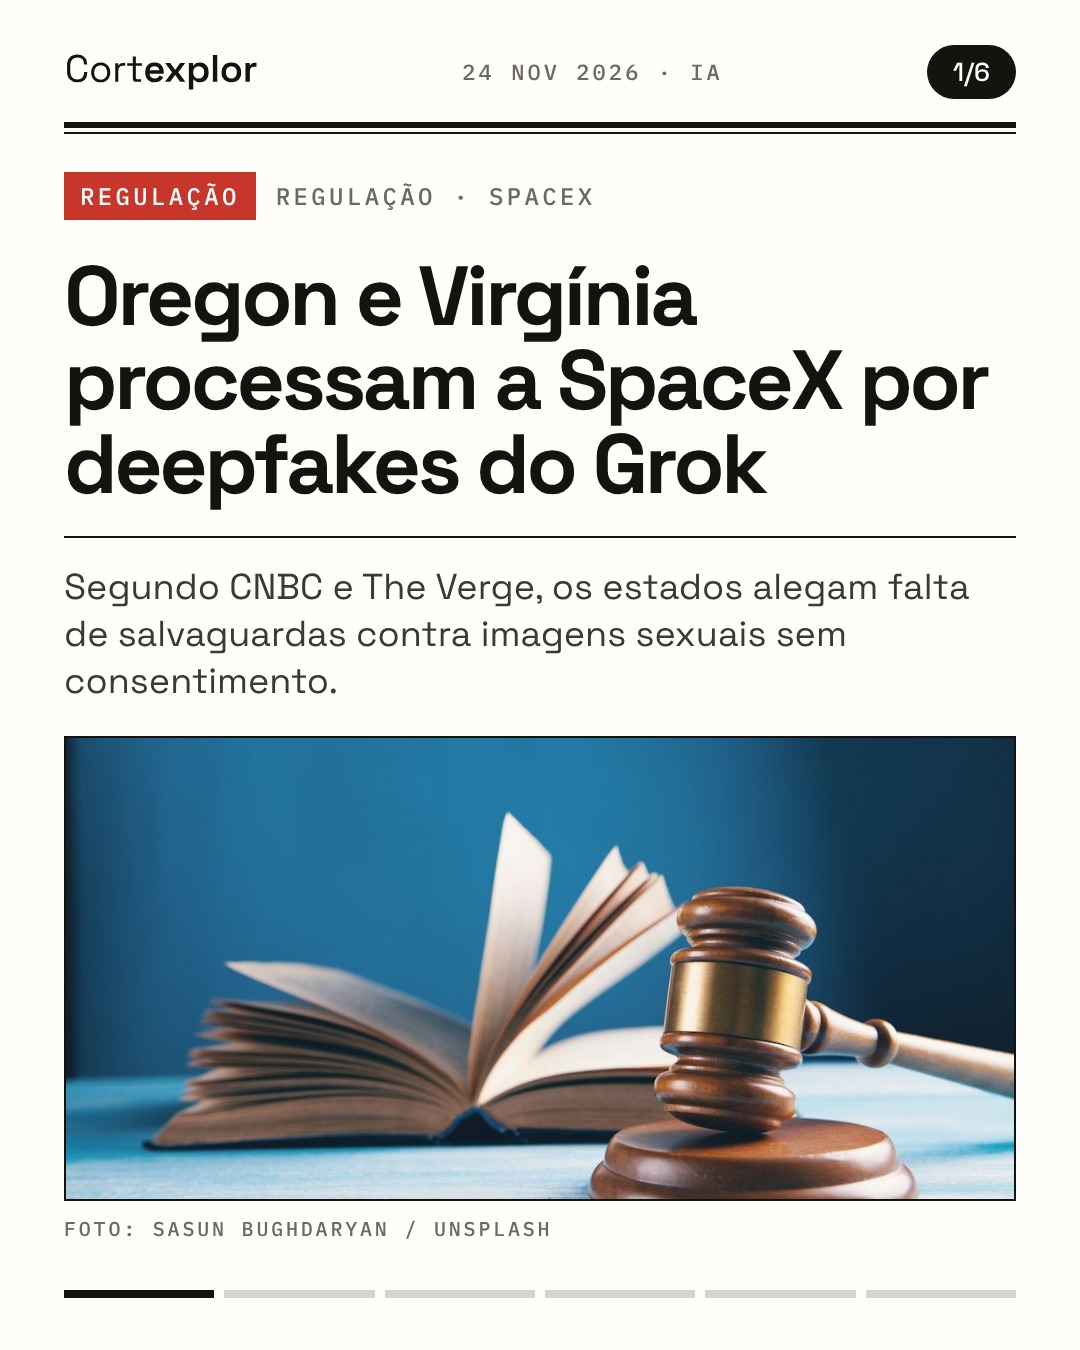 Cortexplor
24 NOV 2026 · IA
1/6
REGULAÇÃO
REGULAÇÃO · SPACEX
Oregon e Virgínia
processam a SpaceX por
deepfakes do Grok
Segundo CNBC e The Verge, os estados alegam falta
de salvaguardas contra imagens sexuais sem
consentimento.
FOTO: SASUN BUGHDARYAN / UNSPLASH